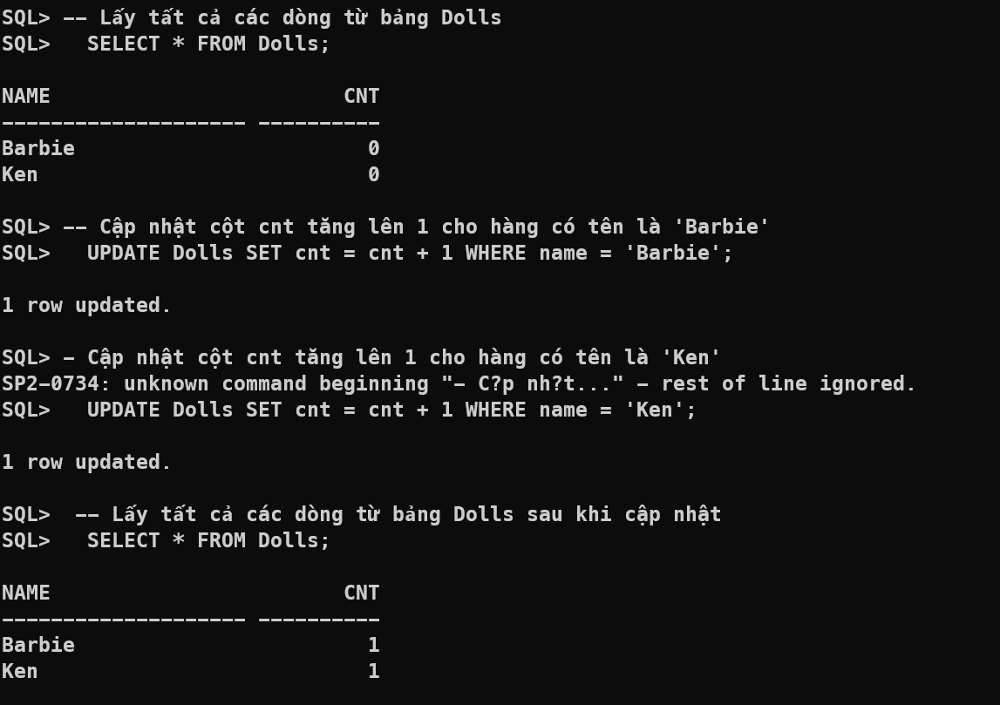 SQL> -- Lấy tất cả các dòng từ bảng Dolls
SQL>   SELECT * FROM Dolls;
NAME                        CNT
-------------------- ----------
Barbie                        0
Ken                           0
SQL> -- Cập nhật cột cnt tăng lên 1 cho hàng có tên là 'Barbie'
SQL>   UPDATE Dolls SET cnt = cnt + 1 WHERE name = 'Barbie';
1 row updated.
SQL> - Cập nhật cột cnt tăng lên 1 cho hàng có tên là 'Ken'
SP2-0734: unknown command beginning "- C?p nh?t..." - rest of line ignored.
SQL>   UPDATE Dolls SET cnt = cnt + 1 WHERE name = 'Ken';
1 row updated.
SQL>  -- Lấy tất cả các dòng từ bảng Dolls sau khi cập nhật
SQL>   SELECT * FROM Dolls;
NAME                        CNT
-------------------- ----------
Barbie                        1
Ken                           1